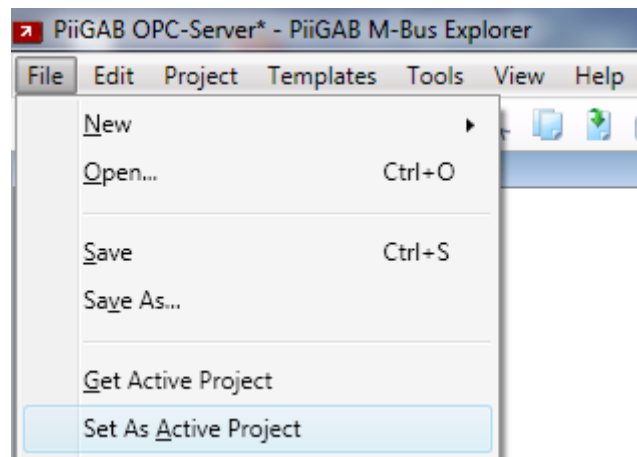 PiiGAB OPC-Server* - PiiGAB M-Bus Explorer
File Edit Project Templates Tools View Help
New
Open... Ctrl+O
Save Ctrl+S
Save As...
Get Active Project
Set As Active Project